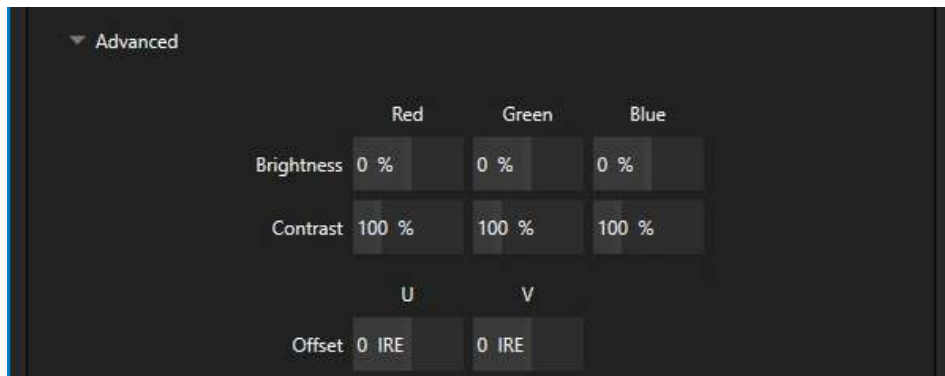 Advanced
Red Green Blue
Brightness 0 % 0 % 0 %
Contrast 100 % 100 % 100 %
U V
Offset 0 IRE 0 IRE